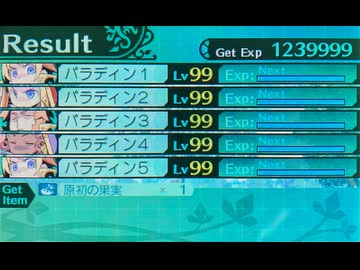 Result
Get Exp 1239999
パラディン1 Lv99 Exp: Next
パラディン2 Lv99 Exp: Next
パラディン3 Lv99 Exp: Next
パラディン4 Lv99 Exp: Next
パラディン5 Lv99 Exp: Next
Get Item
原初の果実 × 1